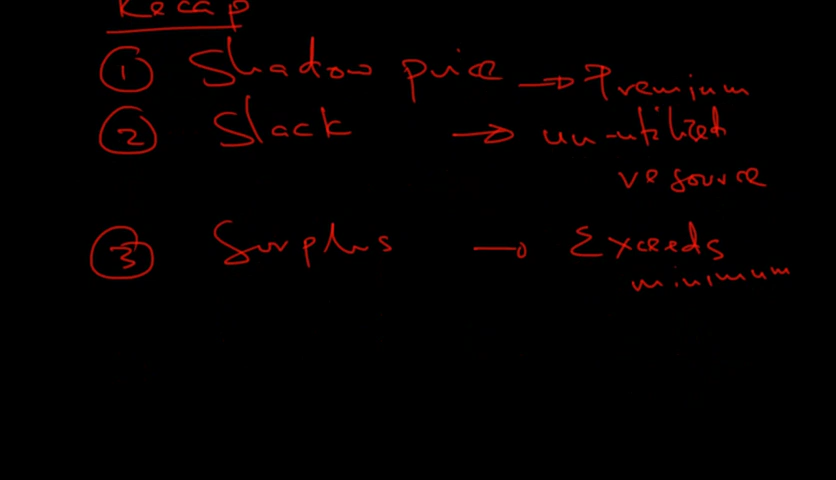 Recap
① Shadow price → Premium
② Slack → un-utilized
resource
③ Surplus → Exceeds
minimum